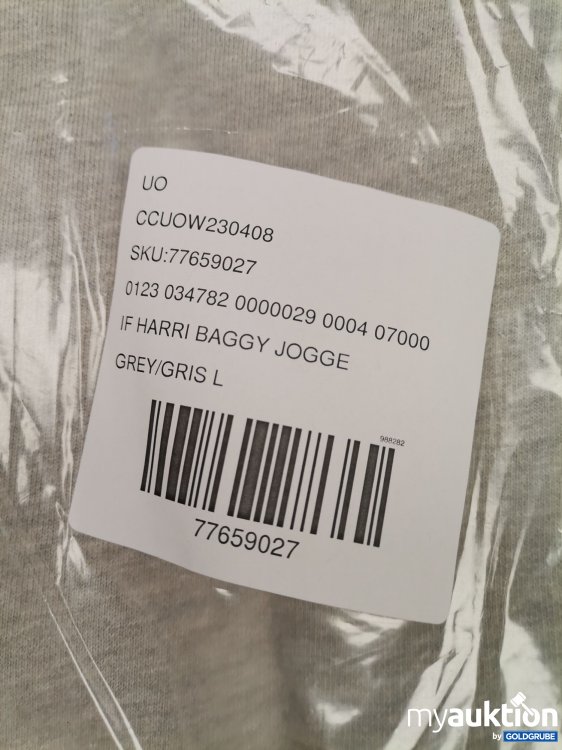 UO
CCUOW230408
SKU:77659027
0123 034782 0000029 0004 07000
IF HARRI BAGGY JOGGE
GREY/GRIS L
988282
77659027
myauktion
by GOLDGRUBE